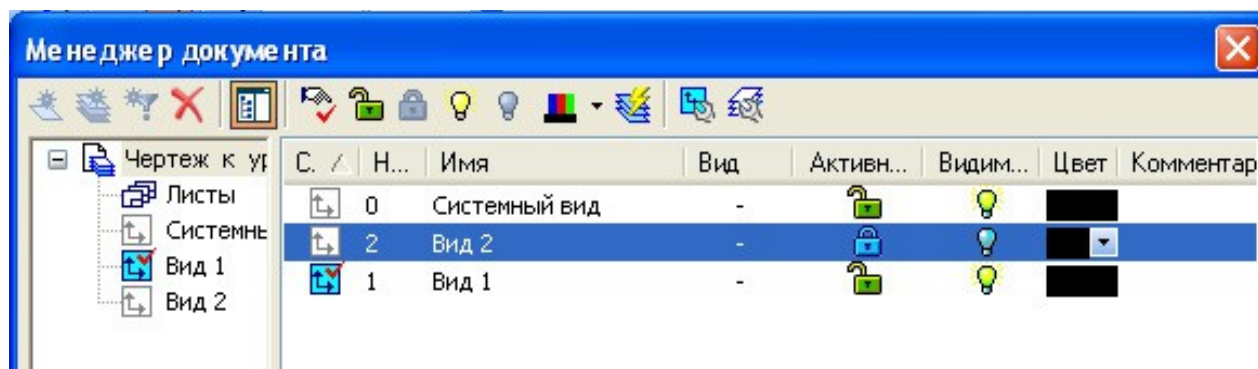 Менеджер документа
Чертеж к ур
Листы
Системнь
Вид 1
Вид 2
С. Н... Имя Вид Активн... Видим... Цвет Комментар
0 Системный вид -
2 Вид 2 -
1 Вид 1 -